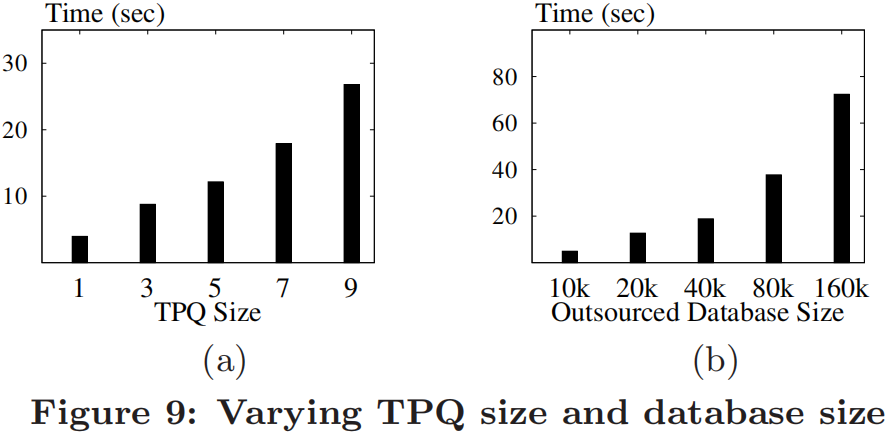 Time (sec)
30
20
10
1 3 5 7 9
TPQ Size
(a)
Time (sec)
80
60
40
20
10k 20k 40k 80k 160k
Outsourced Database Size
(b)
Figure 9: Varying TPQ size and database size